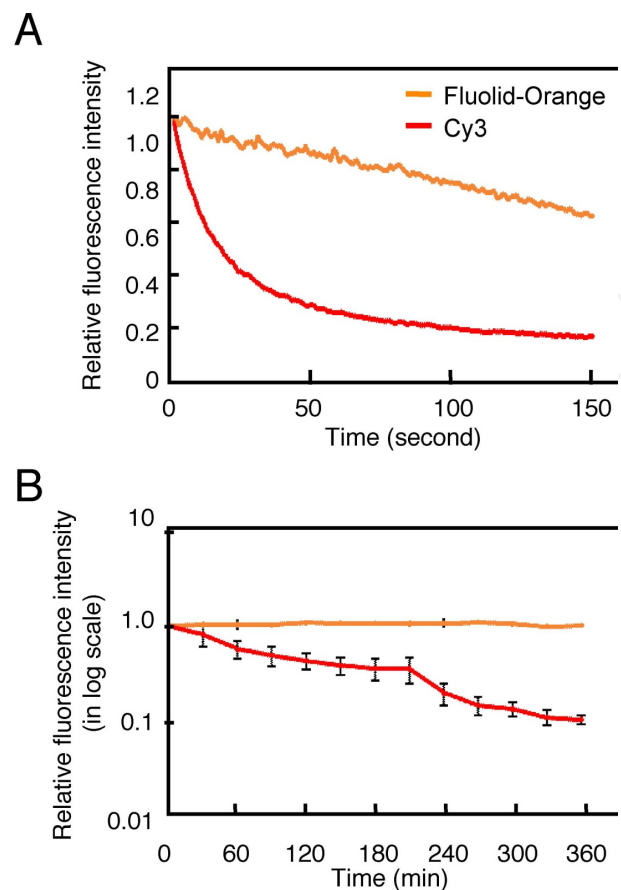 A
Relative fluorescence intensity
1.2
1.0
0.8
0.6
0.4
0.2
0
Fluolid-Orange
Cy3
0 50 100 150
Time (second)
B
Relative fluorescence intensity
(in log scale)
10
1.0
0.1
0.01
0 60 120 180 240 300 360
Time (min)